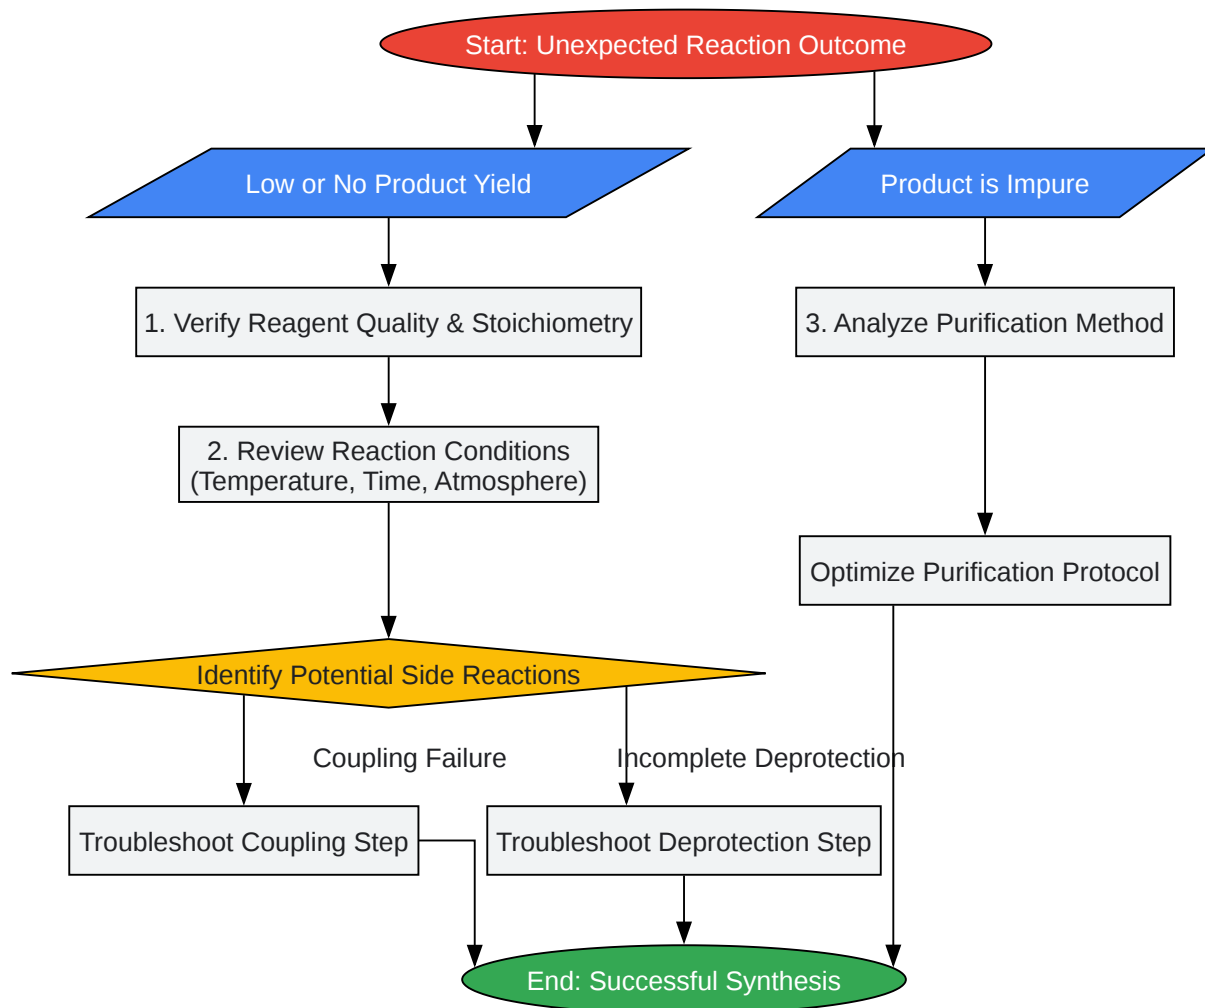 Start: Unexpected Reaction Outcome
Low or No Product Yield
Product is Impure
1. Verify Reagent Quality & Stoichiometry
3. Analyze Purification Method
2. Review Reaction Conditions
(Temperature, Time, Atmosphere)
Optimize Purification Protocol
Identify Potential Side Reactions
Coupling Failure
Incomplete Deprotection
Troubleshoot Coupling Step
Troubleshoot Deprotection Step
End: Successful Synthesis